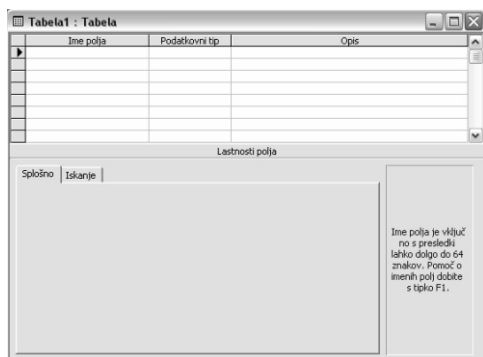 Tabela1 : Tabela
Ime polja Podatkovni tip Opis
Lastnosti polja
Splošno Iskanje
Ime polja je vključ
no s presledki
lahko dolgo do 64
znakov. Pomoč o
imenih polj dobite
s tipko F1.